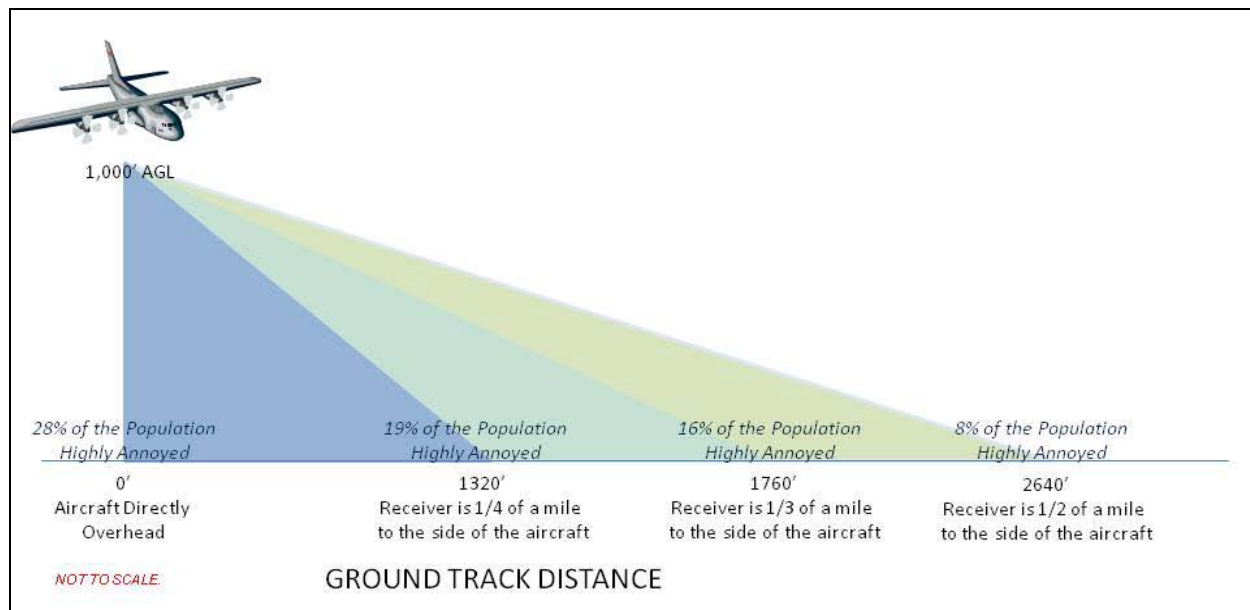 1,000’ AGL
28% of the Population
Highly Annoyed
19% of the Population
Highly Annoyed
16% of the Population
Highly Annoyed
8% of the Population
Highly Annoyed
0’
Aircraft Directly
Overhead
1320’
Receiver is 1/4 of a mile
to the side of the aircraft
1760’
Receiver is 1/3 of a mile
to the side of the aircraft
2640’
Receiver is 1/2 of a mile
to the side of the aircraft
NOT TO SCALE.
GROUND TRACK DISTANCE